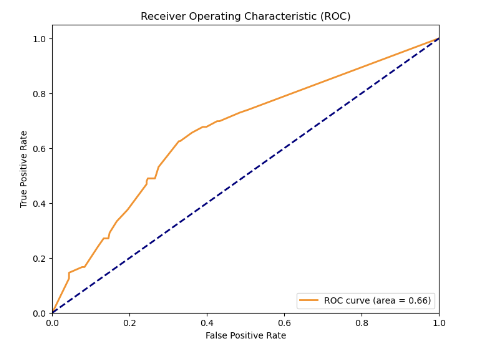 Receiver Operating Characteristic (ROC)
True Positive Rate
1.0
0.8
0.6
0.4
0.2
0.0
0.0 0.2 0.4 0.6 0.8 1.0
False Positive Rate
ROC curve (area = 0.66)